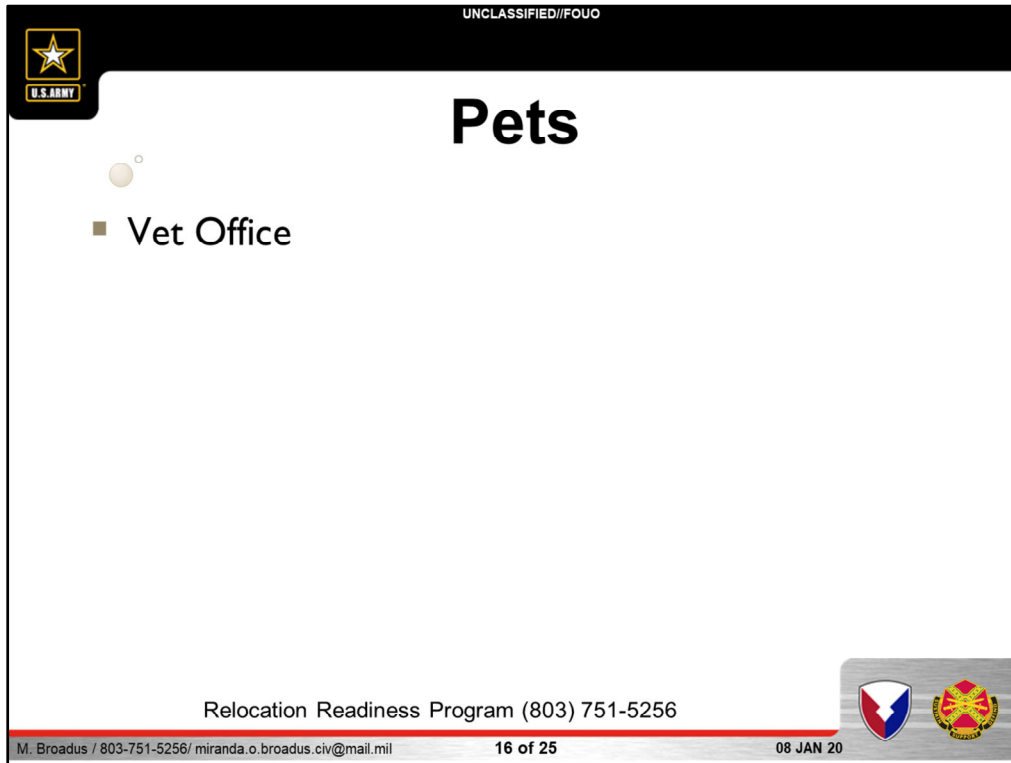 UNCLASSIFIED//FOUO
U.S.ARMY
Pets
Vet Office
Relocation Readiness Program (803) 751-5256
M. Broadus / 803-751-5256/ miranda.o.broadus.civ@mail.mil 16 of 25 08 JAN 20
SUPPORT